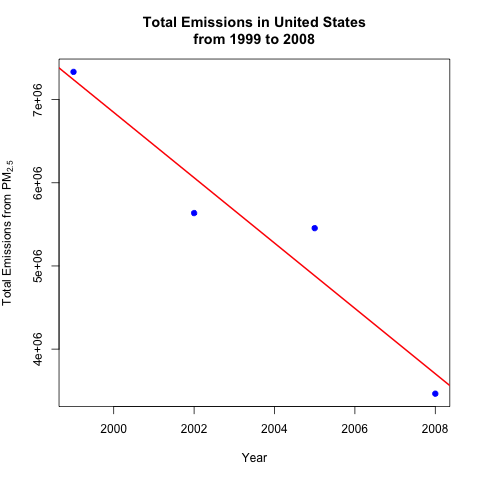 Total Emissions in United States
from 1999 to 2008
Total Emissions from PM2.5
7e+06
6e+06
5e+06
4e+06
2000 2002 2004 2006 2008
Year